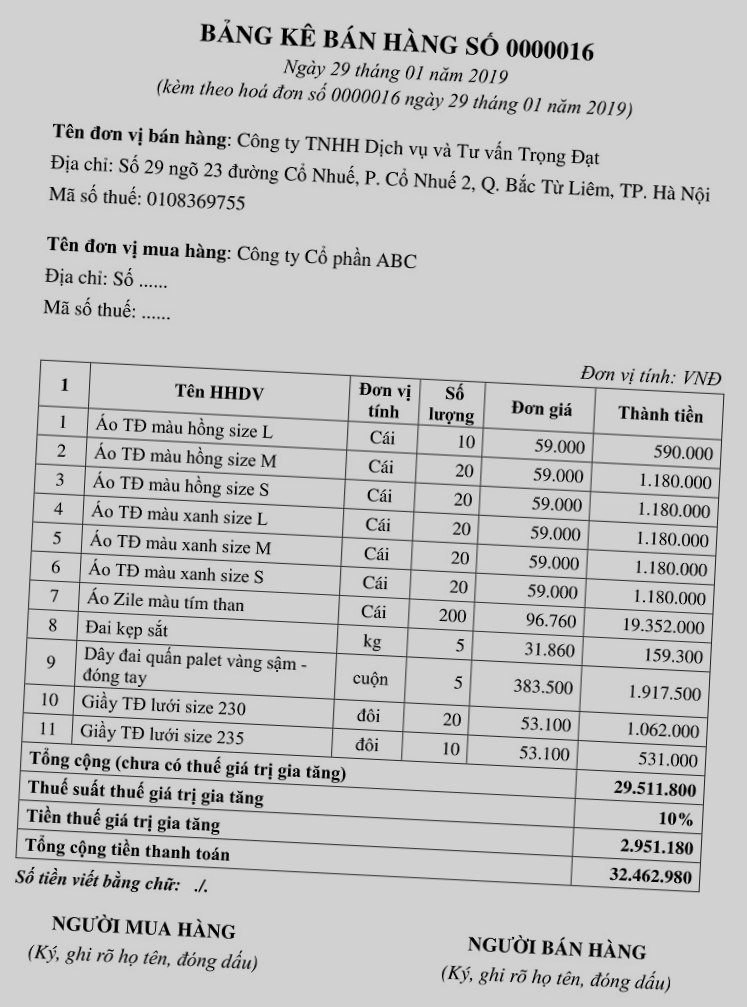 BẢNG KÊ BÁN HÀNG SỐ 0000016
Ngày 29 tháng 01 năm 2019
(kèm theo hoá đơn số 0000016 ngày 29 tháng 01 năm 2019)
Tên đơn vị bán hàng: Công ty TNHH Dịch vụ và Tư vấn Trọng Đạt
Địa chỉ: Số 29 ngõ 23 đường Cổ Nhuế, P. Cổ Nhuế 2, Q. Bắc Từ Liêm, TP. Hà Nội
Mã số thuế: 0108369755
Tên đơn vị mua hàng: Công ty Cổ phần ABC
Địa chỉ: Số ......
Mã số thuế: ......
Đơn vị tính: VNĐ
1 Tên HHDV Đơn vị tính Số lượng Đơn giá Thành tiền
1 Áo TĐ màu hồng size L Cái 10 59.000 590.000
2 Áo TĐ màu hồng size M Cái 20 59.000 1.180.000
3 Áo TĐ màu hồng size S Cái 20 59.000 1.180.000
4 Áo TĐ màu xanh size L Cái 20 59.000 1.180.000
5 Áo TĐ màu xanh size M Cái 20 59.000 1.180.000
6 Áo TĐ màu xanh size S Cái 20 59.000 1.180.000
7 Áo Zile màu tím than Cái 200 96.760 19.352.000
8 Đai kẹp sắt kg 5 31.860 159.300
9 Dây đai quấn palet vàng sậm - đóng tay cuộn 5 383.500 1.917.500
10 Giầy TĐ lưới size 230 đôi 20 53.100 1.062.000
11 Giầy TĐ lưới size 235 đôi 10 53.100 531.000
Tổng cộng (chưa có thuế giá trị gia tăng) 29.511.800
Thuế suất thuế giá trị gia tăng 10%
Tiền thuế giá trị gia tăng 2.951.180
Tổng cộng tiền thanh toán 32.462.980
Số tiền viết bằng chữ: ./.
NGƯỜI MUA HÀNG NGƯỜI BÁN HÀNG
(Ký, ghi rõ họ tên, đóng dấu) (Ký, ghi rõ họ tên, đóng dấu)